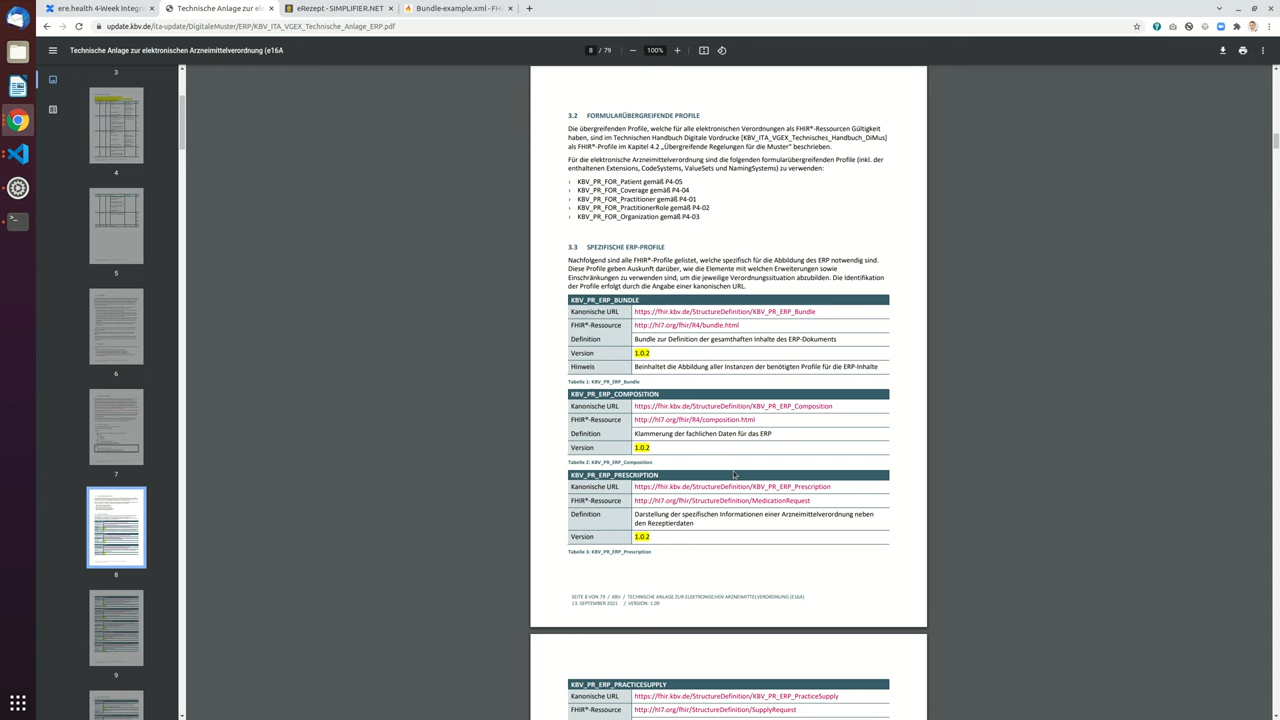 ere.health 4-Week Integra
Technische Anlage zur ele
eRezept - SIMPLIFIER.NET
Bundle-example.xml - FHI
update.kbv.de/ita-update/DigitaleMuster/ERP/KBV_ITA_VGEX_Technische_Anlage_ERP.pdf
Technische Anlage zur elektronischen Arzneimittelverordnung (e16A
8 / 79
100%
3
4
5
6
7
8
9
3.2 FORMULARÜBERGREIFENDE PROFILE
Die übergreifenden Profile, welche für alle elektronischen Verordnungen als FHIR®-Ressourcen Gültigkeit
haben, sind im Technischen Handbuch Digitale Vordrucke [KBV_ITA_VGEX_Technisches_Handbuch_DiMus]
als FHIR®-Profile im Kapitel 4.2 „Übergreifende Regelungen für die Muster" beschrieben.
Für die elektronische Arzneimittelverordnung sind die folgenden formularübergreifenden Profile (inkl. der
enthaltenen Extensions, CodeSystems, ValueSets und NamingSystems) zu verwenden:
› KBV_PR_FOR_Patient gemäß P4-05
› KBV_PR_FOR_Coverage gemäß P4-04
› KBV_PR_FOR_Practitioner gemäß P4-01
› KBV_PR_FOR_PractitionerRole gemäß P4-02
› KBV_PR_FOR_Organization gemäß P4-03
3.3 SPEZIFISCHE ERP-PROFILE
Nachfolgend sind alle FHIR®-Profile gelistet, welche spezifisch für die Abbildung des ERP notwendig sind.
Diese Profile geben Auskunft darüber, wie die Elemente mit welchen Erweiterungen sowie
Einschränkungen zu verwenden sind, um die jeweilige Verordnungssituation abzubilden. Die Identifikation
der Profile erfolgt durch die Angabe einer kanonischen URL.
KBV_PR_ERP_BUNDLE
Kanonische URL https://fhir.kbv.de/StructureDefinition/KBV_PR_ERP_Bundle
FHIR®-Ressource http://hl7.org/fhir/R4/bundle.html
Definition Bundle zur Definition der gesamthaften Inhalte des ERP-Dokuments
Version 1.0.2
Hinweis Beinhaltet die Abbildung aller Instanzen der benötigten Profile für die ERP-Inhalte
Tabelle 1: KBV_PR_ERP_Bundle
KBV_PR_ERP_COMPOSITION
Kanonische URL https://fhir.kbv.de/StructureDefinition/KBV_PR_ERP_Composition
FHIR®-Ressource http://hl7.org/fhir/R4/composition.html
Definition Klammerung der fachlichen Daten für das ERP
Version 1.0.2
Tabelle 2: KBV_PR_ERP_Composition
KBV_PR_ERP_PRESCRIPTION
Kanonische URL https://fhir.kbv.de/StructureDefinition/KBV_PR_ERP_Prescription
FHIR®-Ressource http://hl7.org/fhir/StructureDefinition/MedicationRequest
Definition Darstellung der spezifischen Informationen einer Arzneimittelverordnung neben
den Rezeptierdaten
Version 1.0.2
Tabelle 3: KBV_PR_ERP_Prescription
SEITE 8 VON 79 / KBV / TECHNISCHE ANLAGE ZUR ELEKTRONISCHEN ARZNEIMITTELVERORDNUNG (E16A)
13. SEPTEMBER 2021 / VERSION: 1.09
KBV_PR_ERP_PRACTICESUPPLY
Kanonische URL https://fhir.kbv.de/StructureDefinition/KBV_PR_ERP_PracticeSupply
FHIR®-Ressource http://hl7.org/fhir/StructureDefinition/SupplyRequest